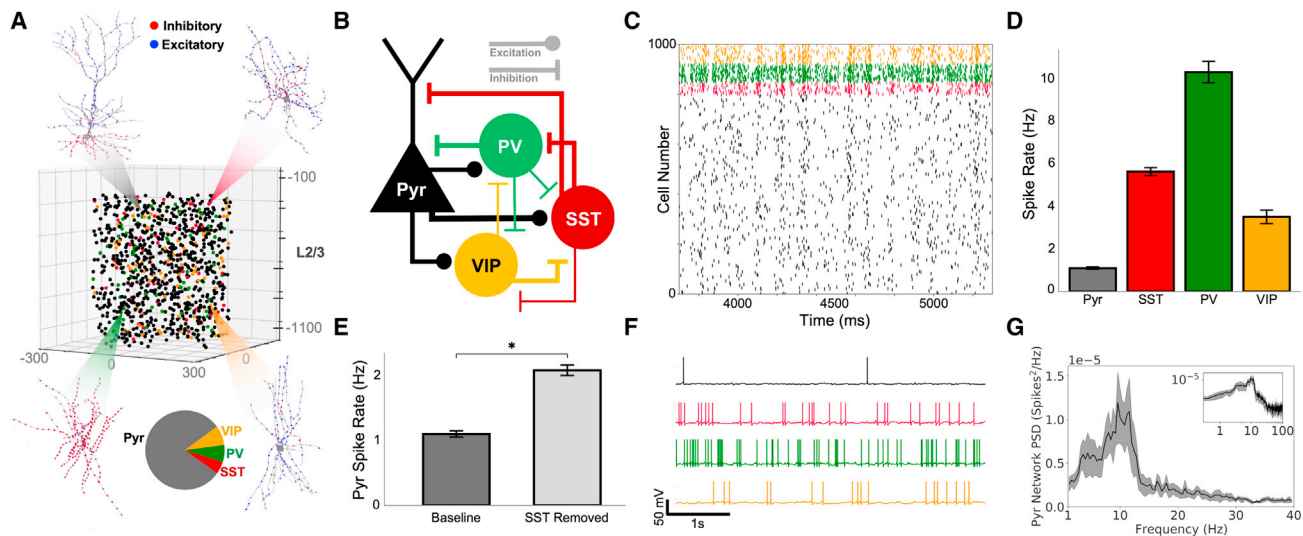 A
Inhibitory
Excitatory
-100
L2/3
-1100
-300
0
300
0
Pyr
VIP
PV
SST
B
Excitation
Inhibition
PV
Pyr
SST
VIP
C
1000
Cell Number
0
4000
4500
5000
Time (ms)
D
Spike Rate (Hz)
10
8
6
4
2
0
Pyr
SST
PV
VIP
E
*
Pyr Spike Rate (Hz)
2
1
0
Baseline
SST Removed
F
50 mV
1s
G
1e−5
Pyr Network PSD (Spikes²/Hz)
1.5
1.0
0.5
0.0
1
10
20
30
40
Frequency (Hz)
10⁻⁵
1
5
10
100